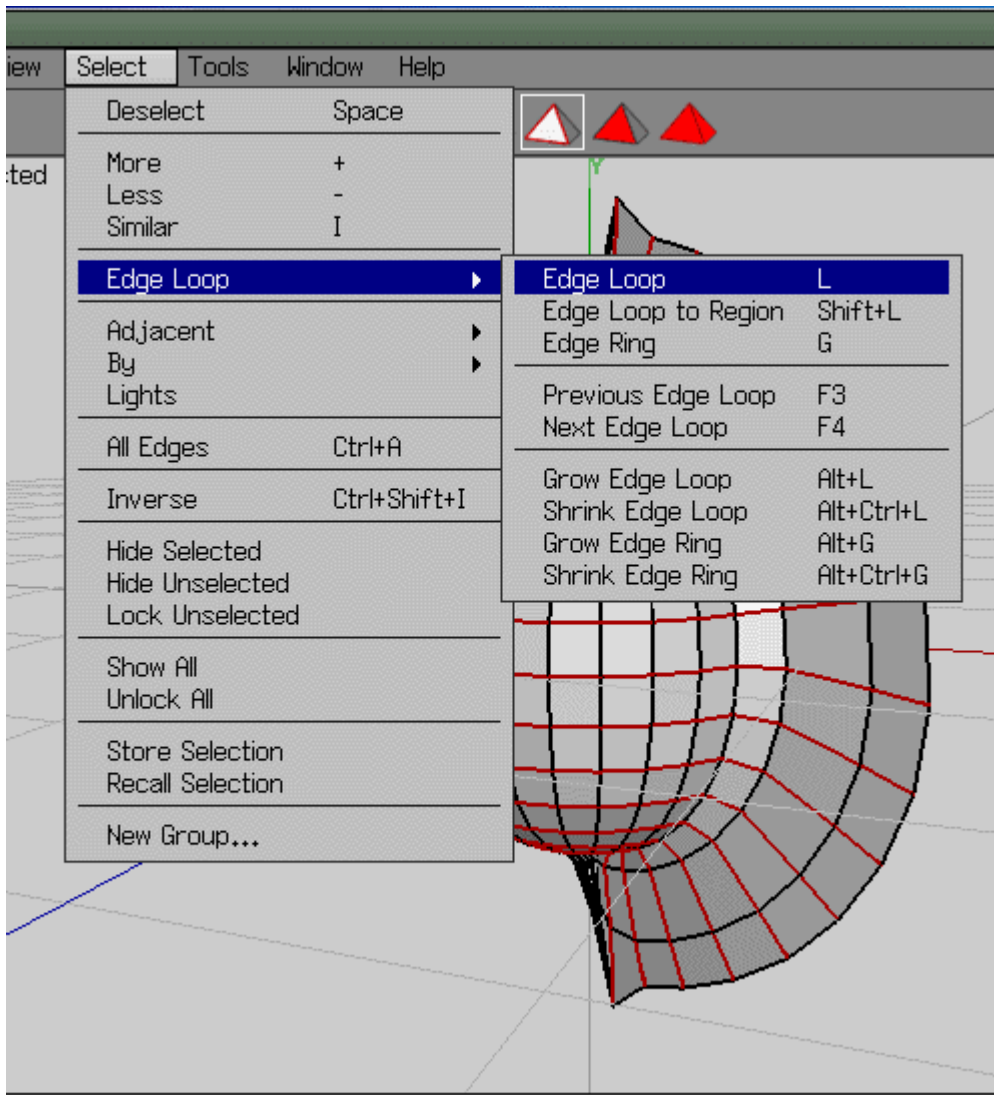 iew Select Tools Window Help
cted
Deselect Space
More +
Less -
Similar I
Edge Loop
Adjacent
By
Lights
All Edges Ctrl+A
Inverse Ctrl+Shift+I
Hide Selected
Hide Unselected
Lock Unselected
Show All
Unlock All
Store Selection
Recall Selection
New Group...
Y
Edge Loop L
Edge Loop to Region Shift+L
Edge Ring G
Previous Edge Loop F3
Next Edge Loop F4
Grow Edge Loop Alt+L
Shrink Edge Loop Alt+Ctrl+L
Grow Edge Ring Alt+G
Shrink Edge Ring Alt+Ctrl+G